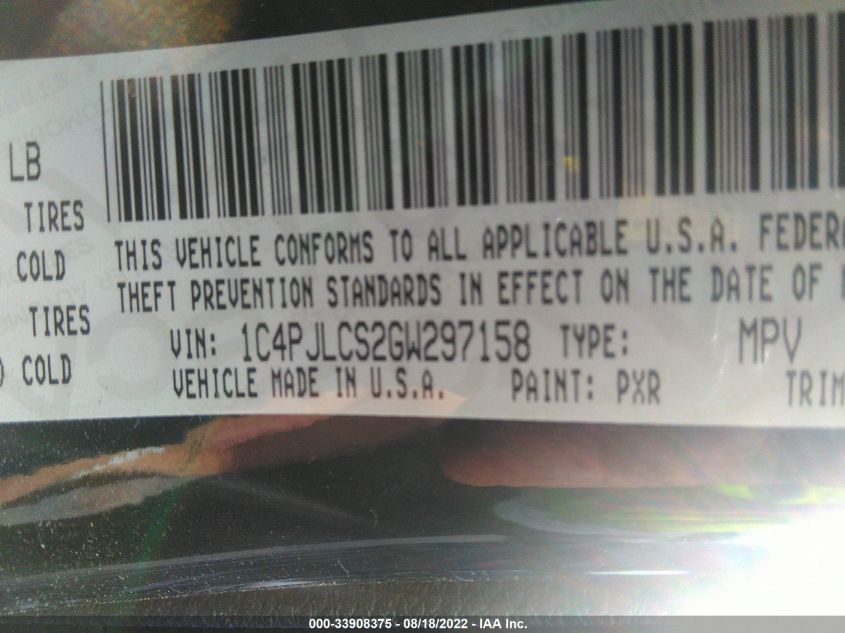 LB
TIRES
COLD
TIRES
COLD
THIS VEHICLE CONFORMS TO ALL APPLICABLE U.S.A.
THEFT PREVENTION STANDARDS IN EFFECT ON THE DATE OF
VIN: 1C4PJLCS2GW297158 TYPE: MPV
VEHICLE MADE IN U.S.A. PAINT: PXR TRIM
000-33908375 - 08/18/2022 - IAA Inc.